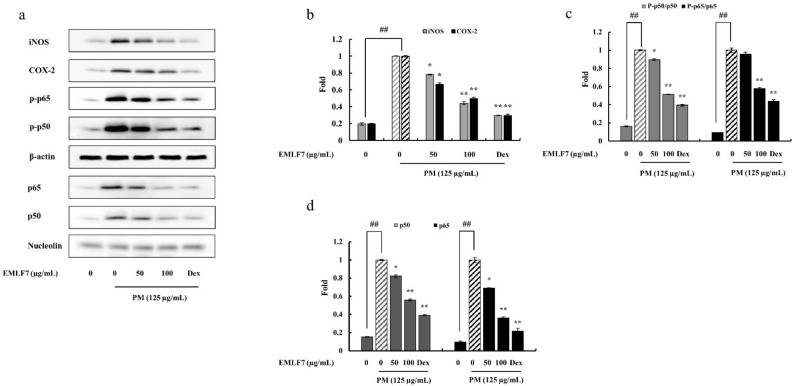 a
iNOS
COX-2
p-p65
p-p50
β-actin
p65
p50
Nucleolin
EMLF7 (μg/mL) 0 0 50 100 Dex
PM (125 μg/mL)
b
iNOS COX-2
##
Fold
1.2
1
0.8
0.6
0.4
0.2
0
* *
** **
** **
EMLF7 (μg/mL) 0 0 50 100 Dex
PM (125 μg/mL)
c
P-p50/p50 P-p65/p65
## ##
Fold
1.2
1
0.8
0.6
0.4
0.2
0
* ** ** ** **
EMLF7 (μg/mL) 0 0 50 100 Dex 0 0 50 100 Dex
PM (125 μg/mL) PM (125 μg/mL)
d
p50 p65
## ##
Fold
1.2
1
0.8
0.6
0.4
0.2
0
* ** ** * ** **
EMLF7 (μg/mL) 0 0 50 100 Dex 0 0 50 100 Dex
PM (125 μg/mL) PM (125 μg/mL)